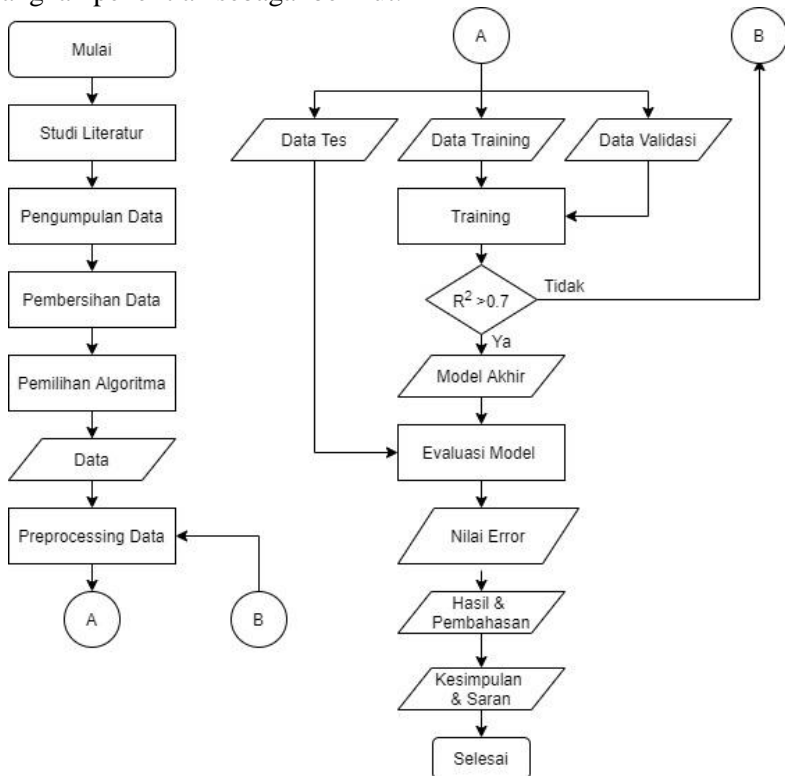 Mulai
Studi Literatur
Pengumpulan Data
Pembersihan Data
Pemilihan Algoritma
Data
Preprocessing Data
A
B
A
B
Data Tes
Data Training
Data Validasi
Training
R² >0.7
Tidak
Ya
Model Akhir
Evaluasi Model
Nilai Error
Hasil &
Pembahasan
Kesimpulan
& Saran
Selesai